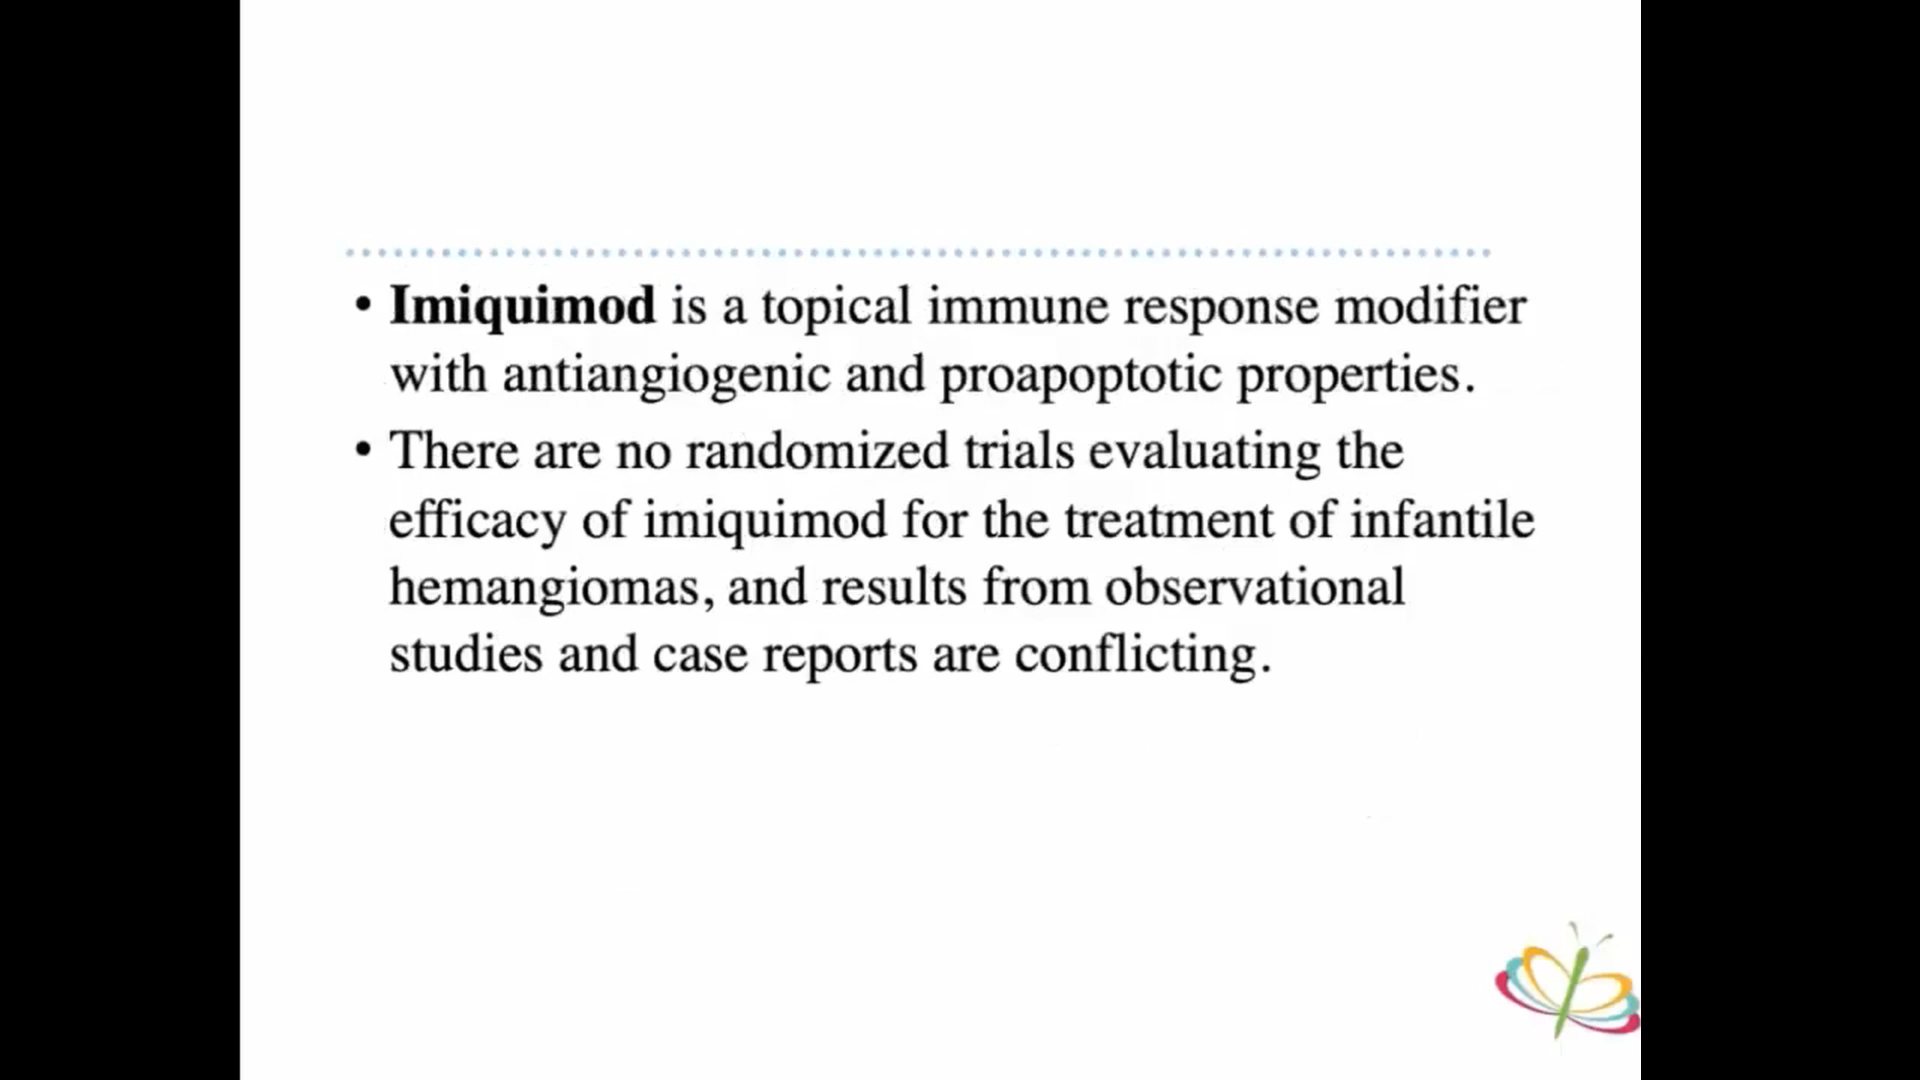 • Imiquimod is a topical immune response modifier
with antiangiogenic and proapoptotic properties.
• There are no randomized trials evaluating the
efficacy of imiquimod for the treatment of infantile
hemangiomas, and results from observational
studies and case reports are conflicting.